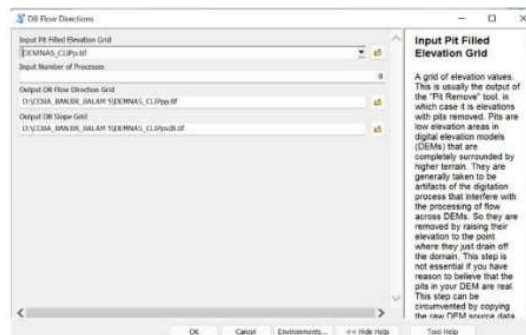 D8 Flow Directions
Input Pit Filled Elevation Grid
Input Number of Processes
8
Output D8 Flow Direction Grid
Output D8 Slope Grid
Input Pit Filled
Elevation Grid
A grid of elevation values.
This is usually the output of
the "Pit Remove" tool, in
which case it is elevations
with pits removed. Pits are
low elevation areas in
digital elevation models
(DEMs) that are
completely surrounded by
higher terrain. They are
generally taken to be
artifacts of the digitation
process that interfere with
the processing of flow
across DEMs. So they are
removed by raising their
elevation to the point
where they just drain off
the domain. This step is
not essential if you have
reason to believe that the
pits in your DEM are real.
This step can be
circumvented by copying
the raw DEM source data
OK Cancel Environments... << Hide Help Tool Help